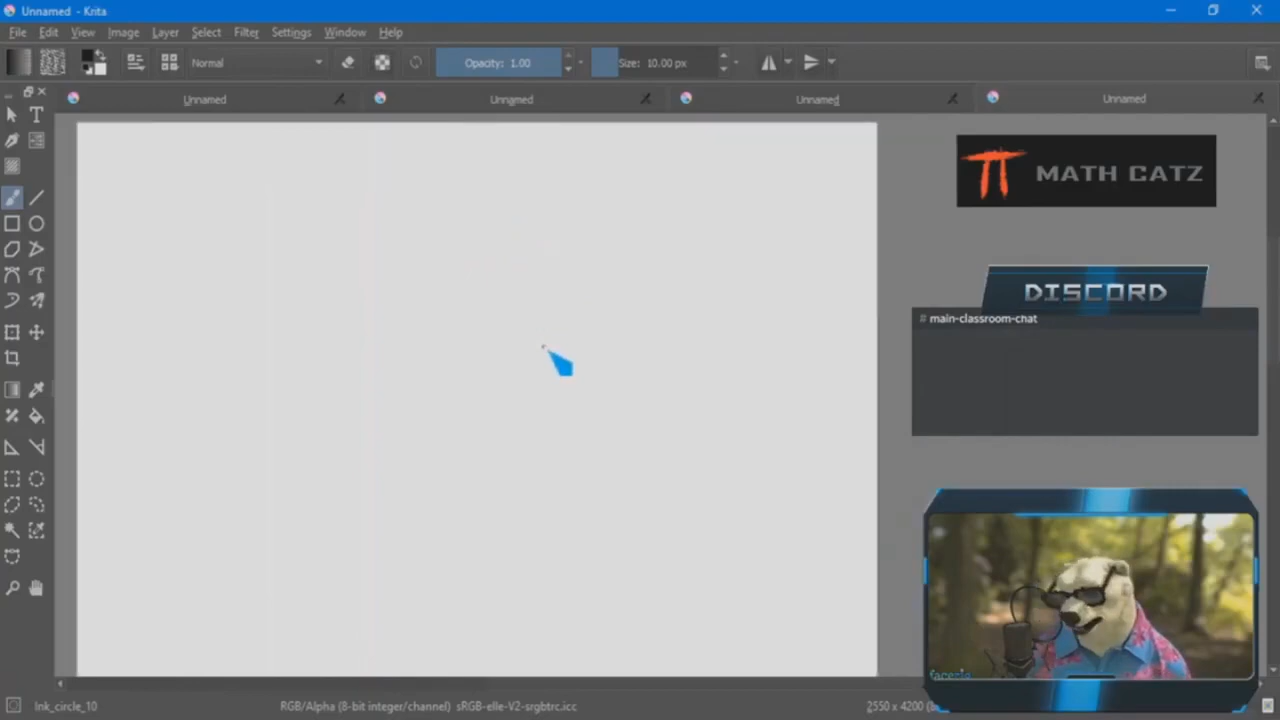 Unnamed - Krita
File Edit View Image Layer Select Filter Settings Window Help
Normal Opacity: 1.00 Size: 10.00 px
Unnamed Unnamed Unnamed Unnamed
MATH CATZ
DISCORD
# main-classroom-chat
facerig
Ink_circle_10 RGB/Alpha (8-bit integer/channel) sRGB-elle-V2-srgbtrc.icc 2550 x 4200